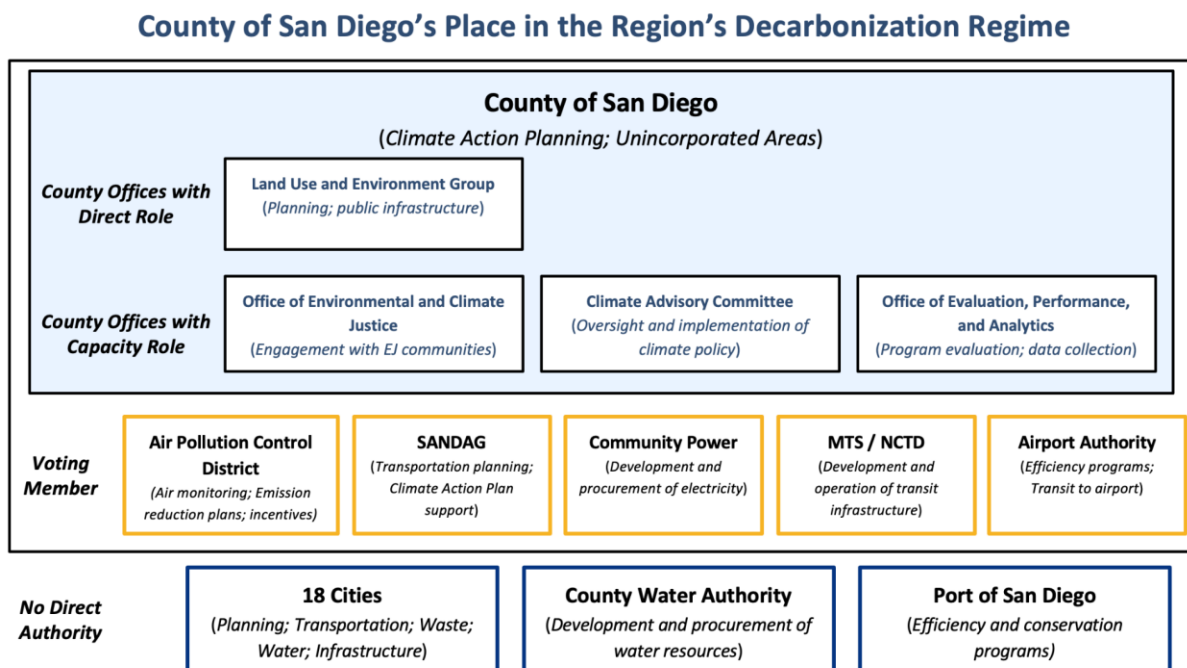 County of San Diego's Place in the Region's Decarbonization Regime
County of San Diego
(Climate Action Planning; Unincorporated Areas)
County Offices with
Direct Role
Land Use and Environment Group
(Planning; public infrastructure)
County Offices with
Capacity Role
Office of Environmental and Climate
Justice
(Engagement with EJ communities)
Climate Advisory Committee
(Oversight and implementation of
climate policy)
Office of Evaluation, Performance,
and Analytics
(Program evaluation; data collection)
Voting
Member
Air Pollution Control
District
(Air monitoring; Emission
reduction plans; incentives)
SANDAG
(Transportation planning;
Climate Action Plan
support)
Community Power
(Development and
procurement of electricity)
MTS / NCTD
(Development and
operation of transit
infrastructure)
Airport Authority
(Efficiency programs;
Transit to airport)
No Direct
Authority
18 Cities
(Planning; Transportation; Waste;
Water; Infrastructure)
County Water Authority
(Development and procurement of
water resources)
Port of San Diego
(Efficiency and conservation
programs)